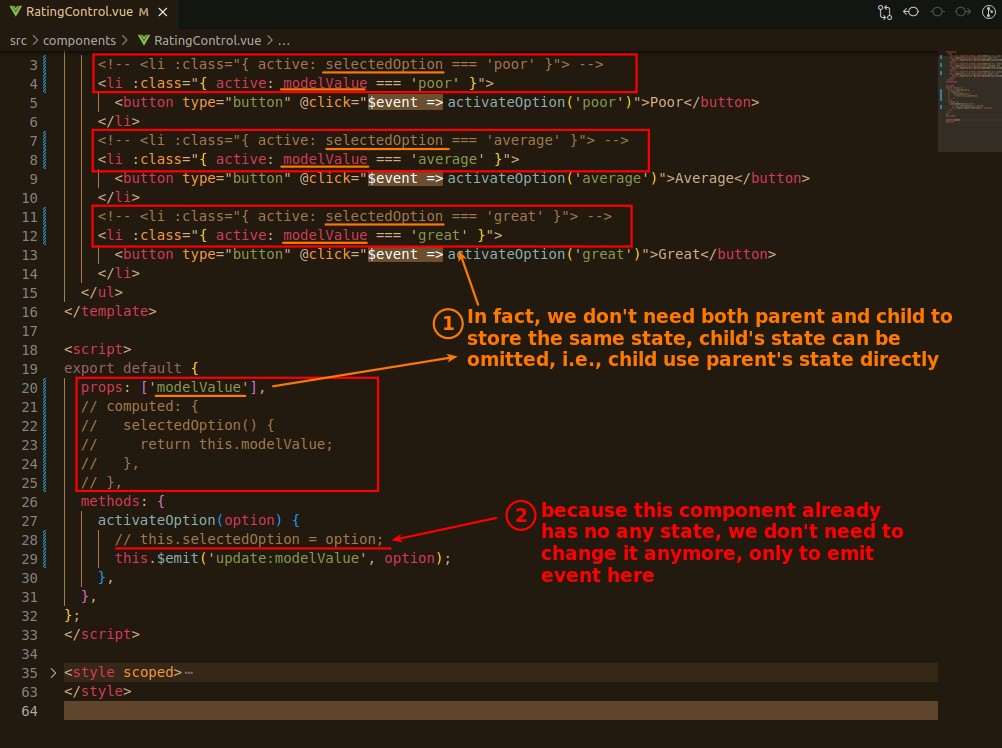 RatingControl.vue M ×
src > components > RatingControl.vue > ...
3 <!-- <li :class="{ active: selectedOption === 'poor' }"> -->
4 <li :class="{ active: modelValue === 'poor' }">
5 <button type="button" @click="$event => activateOption('poor')">Poor</button>
6 </li>
7 <!-- <li :class="{ active: selectedOption === 'average' }"> -->
8 <li :class="{ active: modelValue === 'average' }">
9 <button type="button" @click="$event => activateOption('average')">Average</button>
10 </li>
11 <!-- <li :class="{ active: selectedOption === 'great' }"> -->
12 <li :class="{ active: modelValue === 'great' }">
13 <button type="button" @click="$event => activateOption('great')">Great</button>
14 </li>
15 </ul>
16 </template>
17
18 <script>
19 export default {
20 props: ['modelValue'],
21 // computed: {
22 // selectedOption() {
23 // return this.modelValue;
24 // },
25 // },
26 methods: {
27 activateOption(option) {
28 // this.selectedOption = option;
29 this.$emit('update:modelValue', option);
30 },
31 },
32 };
33 </script>
34
35 <style scoped>…
63 </style>
64
1 In fact, we don't need both parent and child to
store the same state, child's state can be
omitted, i.e., child use parent's state directly
2 because this component already
has no any state, we don't need to
change it anymore, only to emit
event here